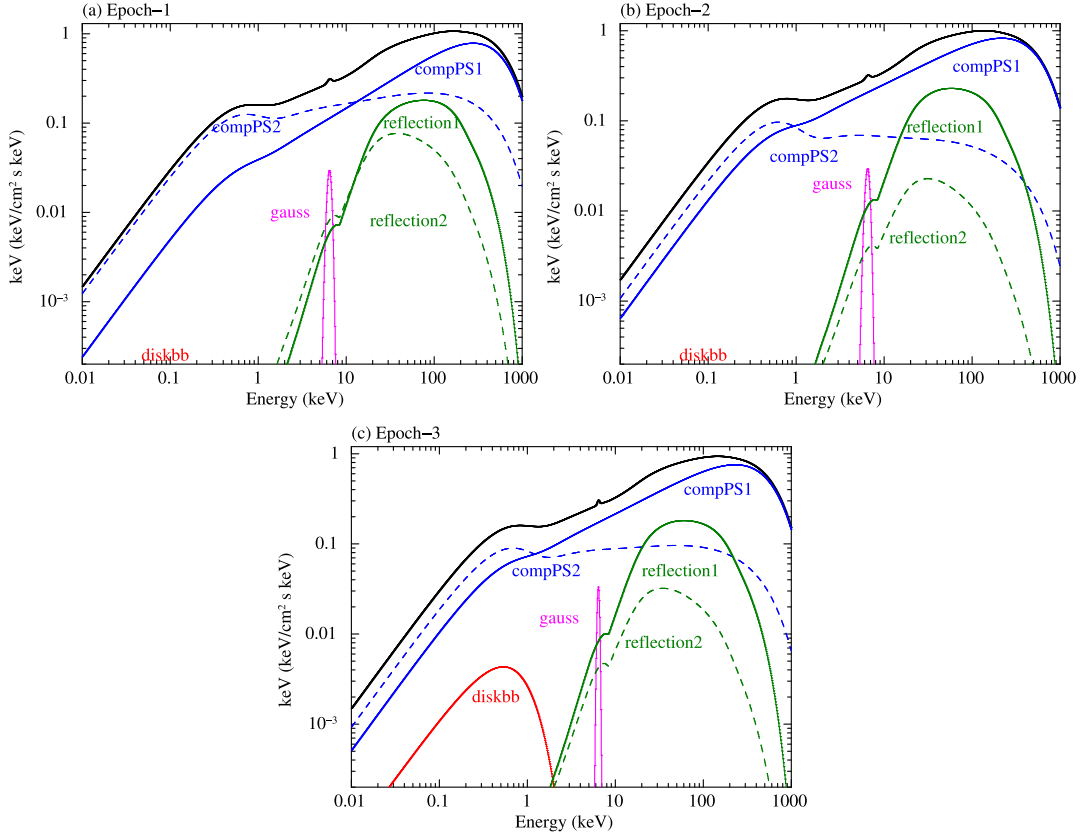 (a) Epoch−1
keV (keV/cm² s keV)
1
0.1
0.01
10⁻³
compPS1
compPS2
reflection1
gauss
reflection2
diskbb
0.01 0.1 1 10 100 1000
Energy (keV)
(b) Epoch−2
keV (keV/cm² s keV)
1
0.1
0.01
10⁻³
compPS1
reflection1
compPS2
gauss
reflection2
diskbb
0.01 0.1 1 10 100 1000
Energy (keV)
(c) Epoch−3
keV (keV/cm² s keV)
1
0.1
0.01
10⁻³
compPS1
compPS2
reflection1
gauss
reflection2
diskbb
0.01 0.1 1 10 100 1000
Energy (keV)